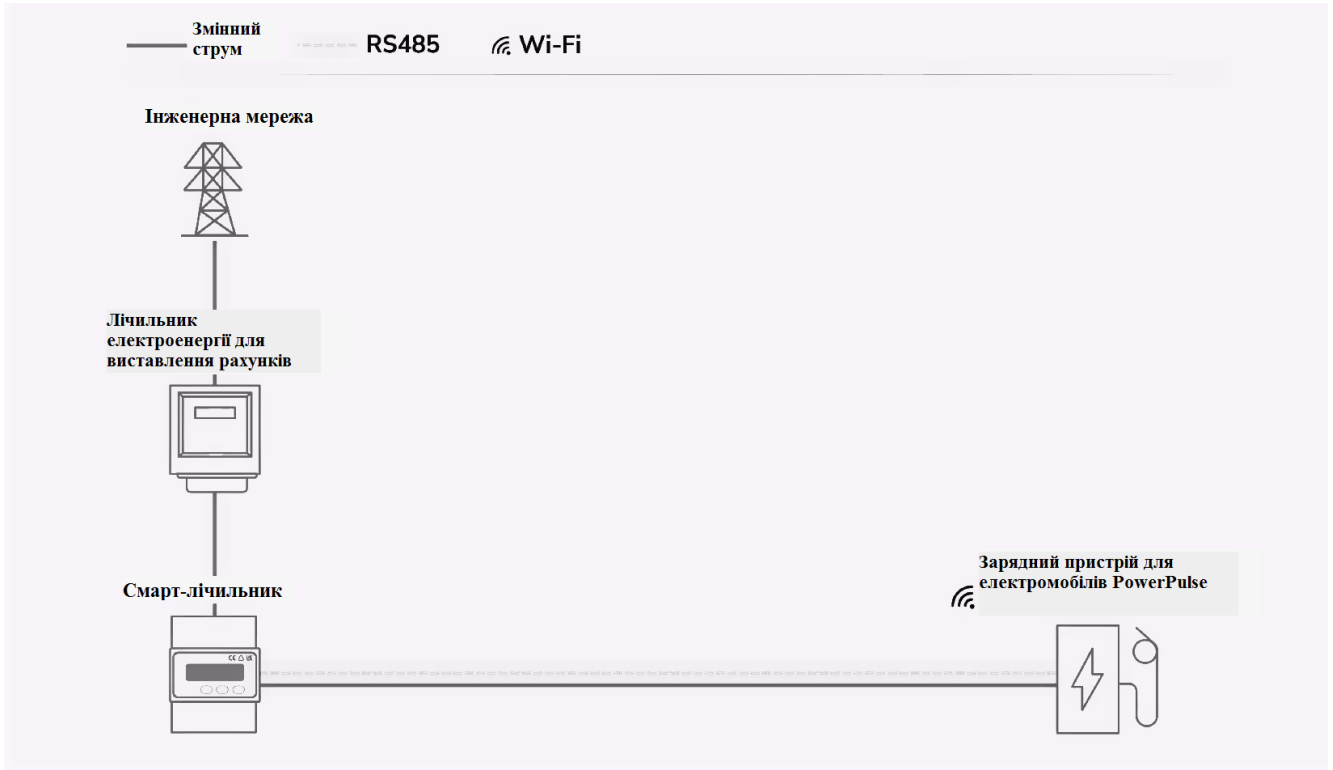 Змінний
струм
RS485
Wi-Fi
Інженерна мережа
Лічильник
електроенергії для
виставлення рахунків
Смарт-лічильник
Зарядний пристрій для
електромобілів PowerPulse
CE